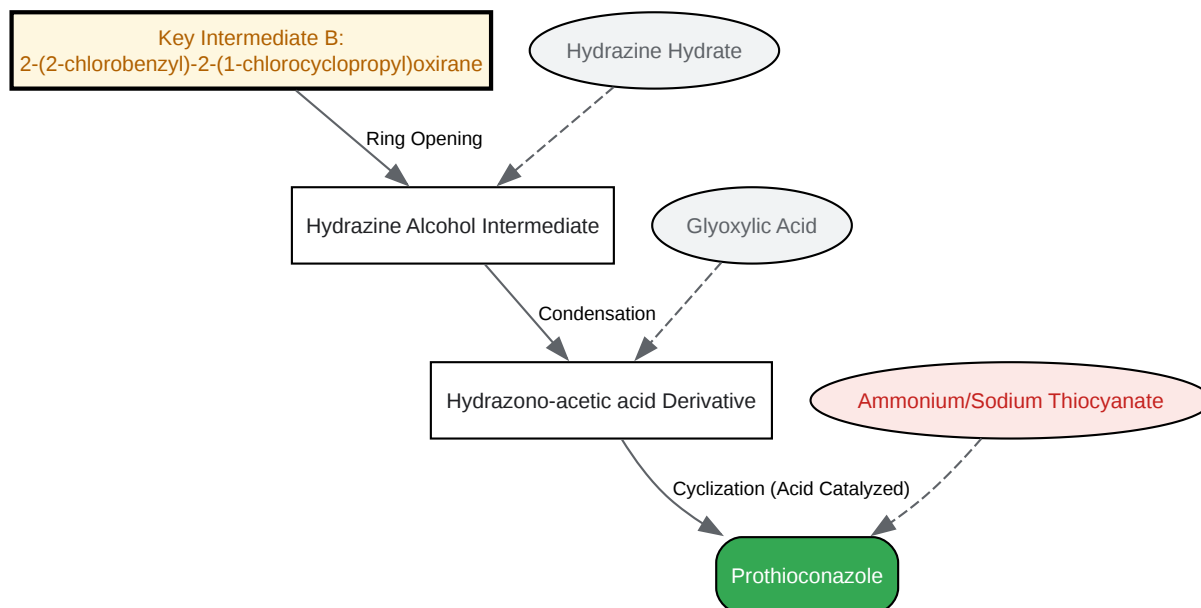 Key Intermediate B:
2-(2-chlorobenzyl)-2-(1-chlorocyclopropyl)oxirane
Hydrazine Hydrate
Ring Opening
Hydrazine Alcohol Intermediate
Glyoxylic Acid
Condensation
Hydrazono-acetic acid Derivative
Ammonium/Sodium Thiocyanate
Cyclization (Acid Catalyzed)
Prothioconazole